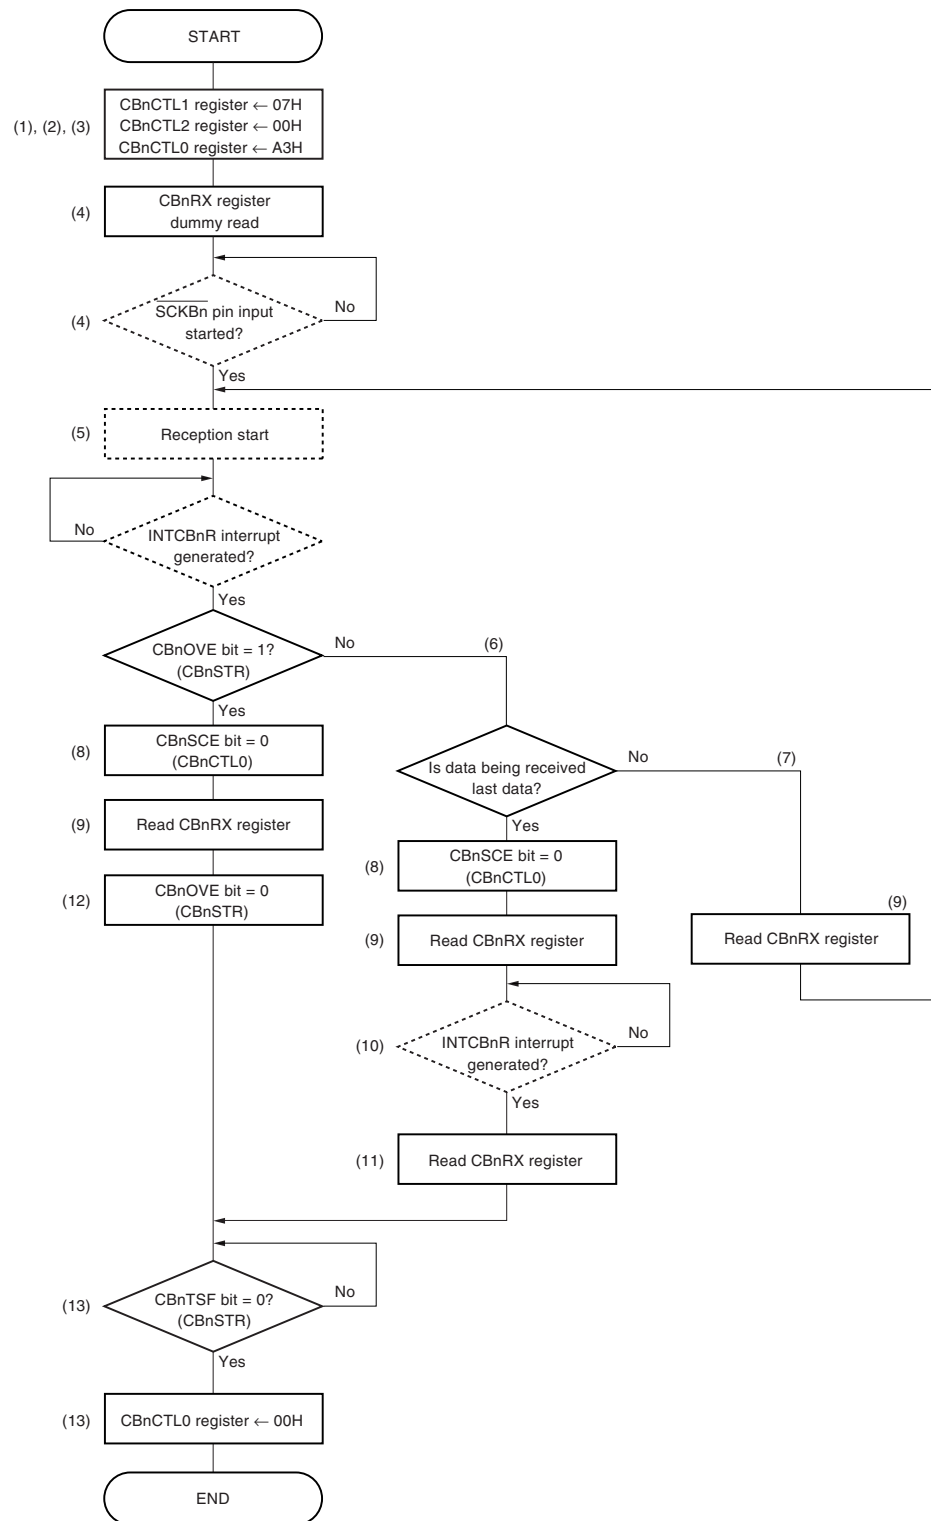 START
(1), (2), (3)
CBnCTL1 register ← 07H
CBnCTL2 register ← 00H
CBnCTL0 register ← A3H
(4)
CBnRX register
dummy read
(4)
SCKBn pin input
started?
No
Yes
(5)
Reception start
INTCBnR interrupt
generated?
No
Yes
CBnOVE bit = 1?
(CBnSTR)
No
(6)
Yes
(8)
CBnSCE bit = 0
(CBnCTL0)
(9)
Read CBnRX register
(12)
CBnOVE bit = 0
(CBnSTR)
Is data being received
last data?
No
(7)
Yes
(8)
CBnSCE bit = 0
(CBnCTL0)
(9)
Read CBnRX register
(9)
Read CBnRX register
(10)
INTCBnR interrupt
generated?
No
Yes
(11)
Read CBnRX register
(13)
CBnTSF bit = 0?
(CBnSTR)
No
Yes
(13)
CBnCTL0 register ← 00H
END